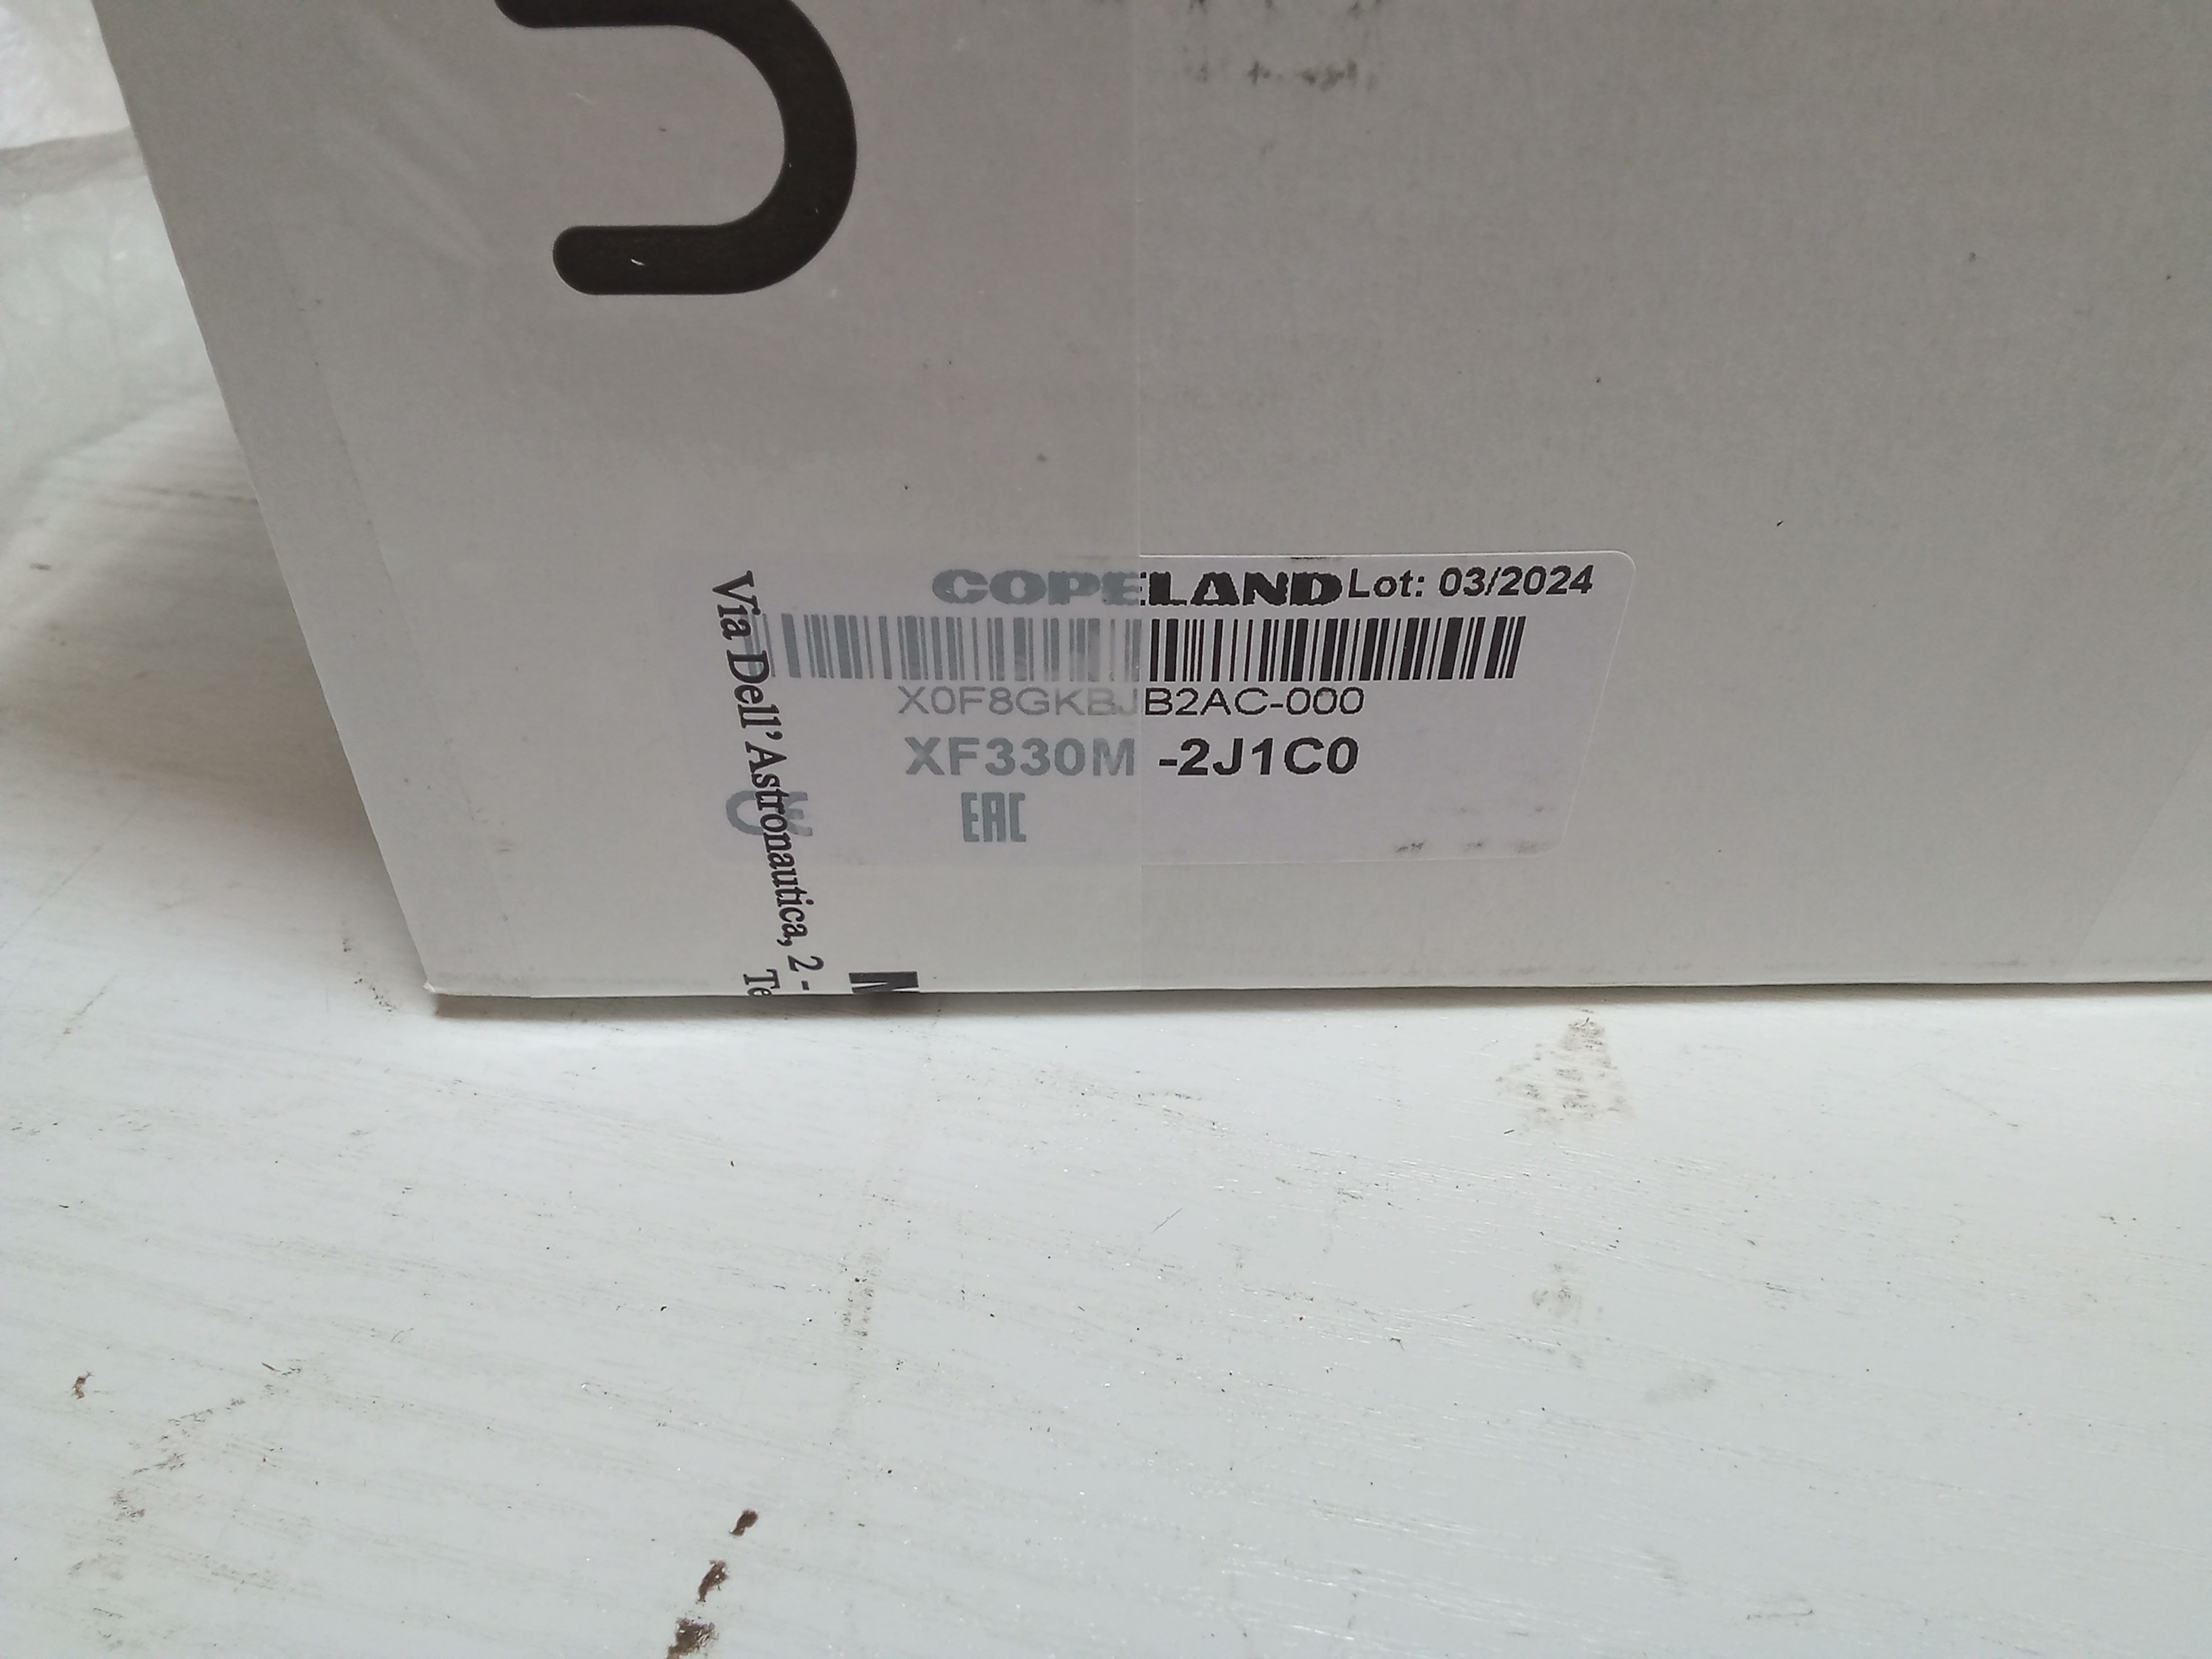 COPELAND Lot: 03/2024
X0F8GKBJB2AC-000
XF330M -2J1C0
EAC
Via Dell'Astronautica, 2 -